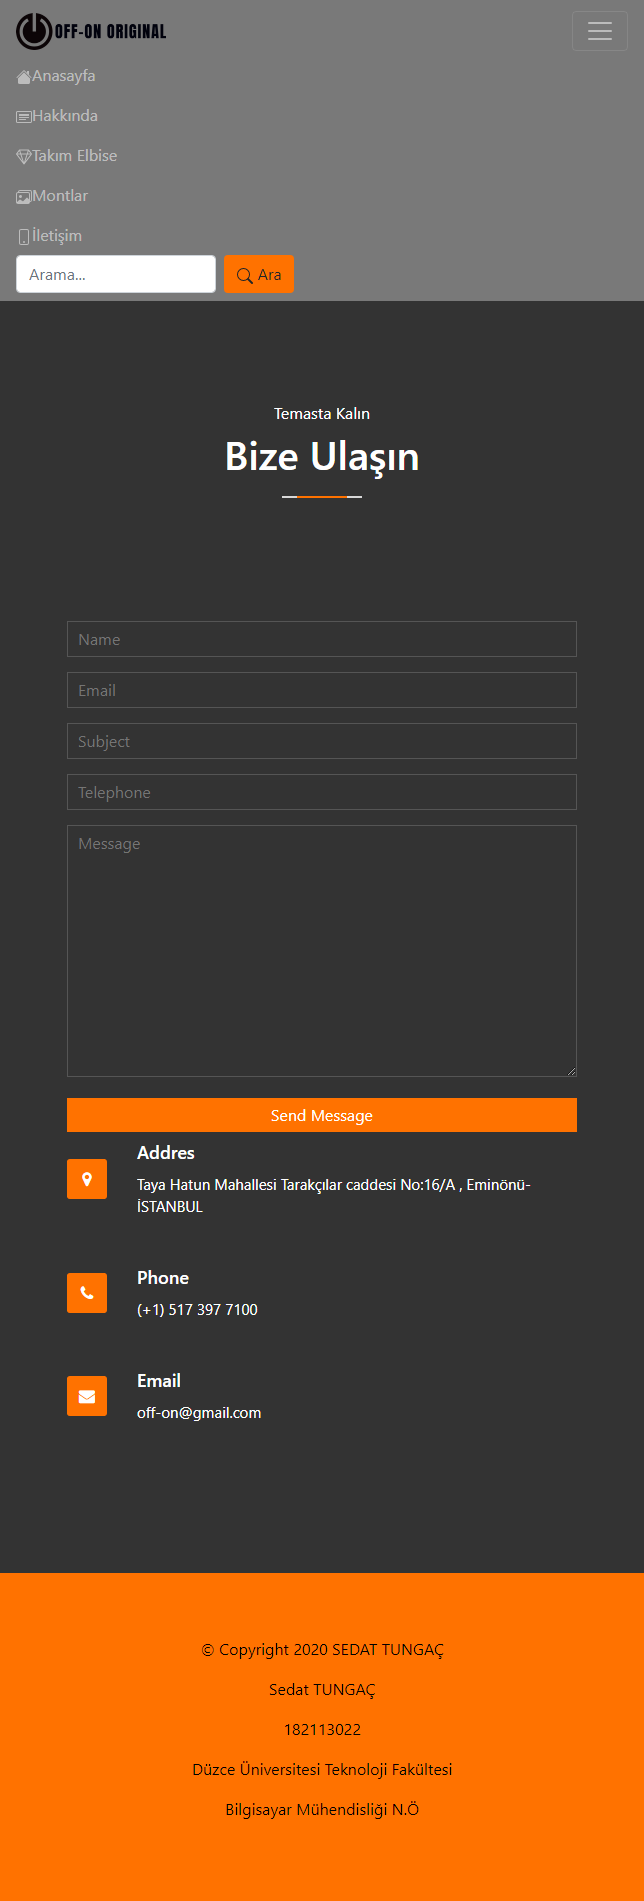 OFF-ON ORIGINAL
Anasayfa
Hakkında
Takım Elbise
Montlar
İletişim
Arama...
Ara
Temasta Kalın
Bize Ulaşın
Name
Email
Subject
Telephone
Message
Send Message
Addres
Taya Hatun Mahallesi Tarakçılar caddesi No:16/A , Eminönü-
İSTANBUL
Phone
(+1) 517 397 7100
Email
off-on@gmail.com
© Copyright 2020 SEDAT TUNGAÇ
Sedat TUNGAÇ
182113022
Düzce Üniversitesi Teknoloji Fakültesi
Bilgisayar Mühendisliği N.Ö